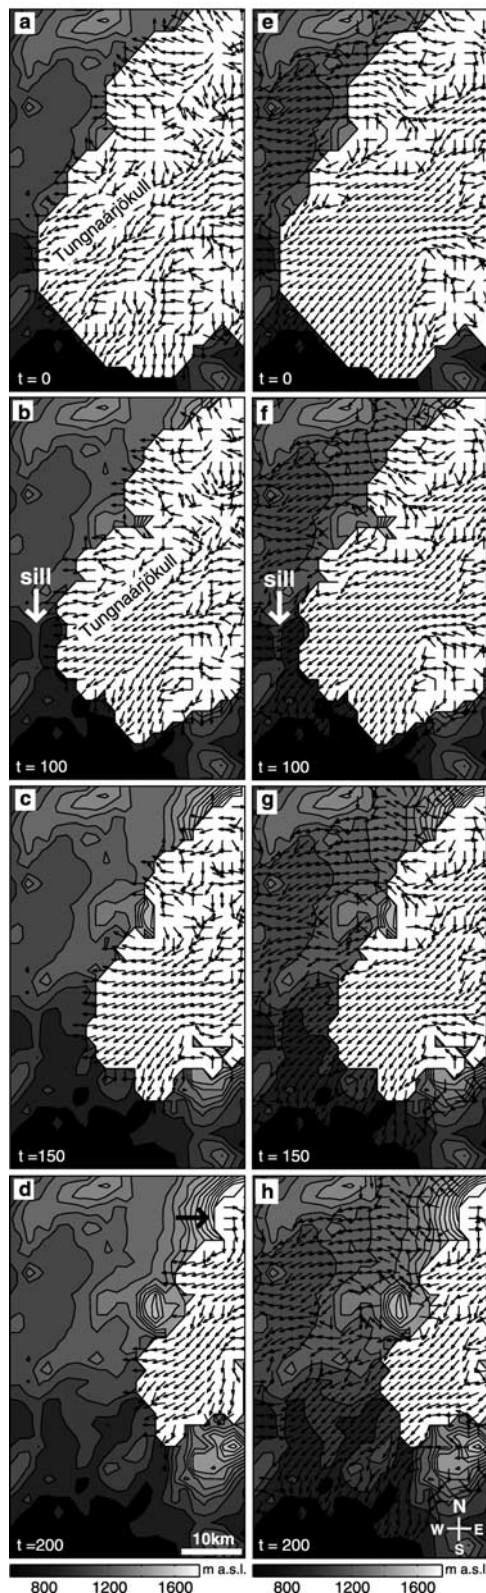 a
e
Tungnaárjökull
t = 0
t = 0
b
f
sill
sill
Tungnaárjökull
t = 100
t = 100
c
g
t =150
t =150
d
h
N
W E
S
t =200
10km
t =200
800 1200 1600 m a.s.l.
800 1200 1600 m a.s.l.